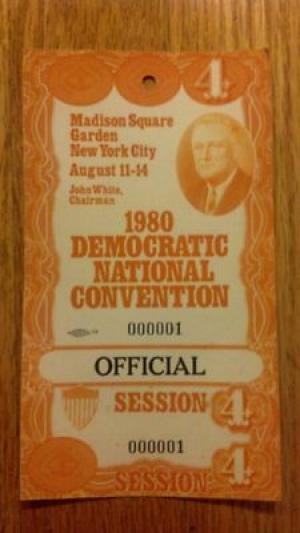 4
Madison Square
Garden
New York City
August 11-14
John White,
Chairman
1980
DEMOCRATIC
NATIONAL
CONVENTION
000001
OFFICIAL
SESSION 4
000001
SESSION 4